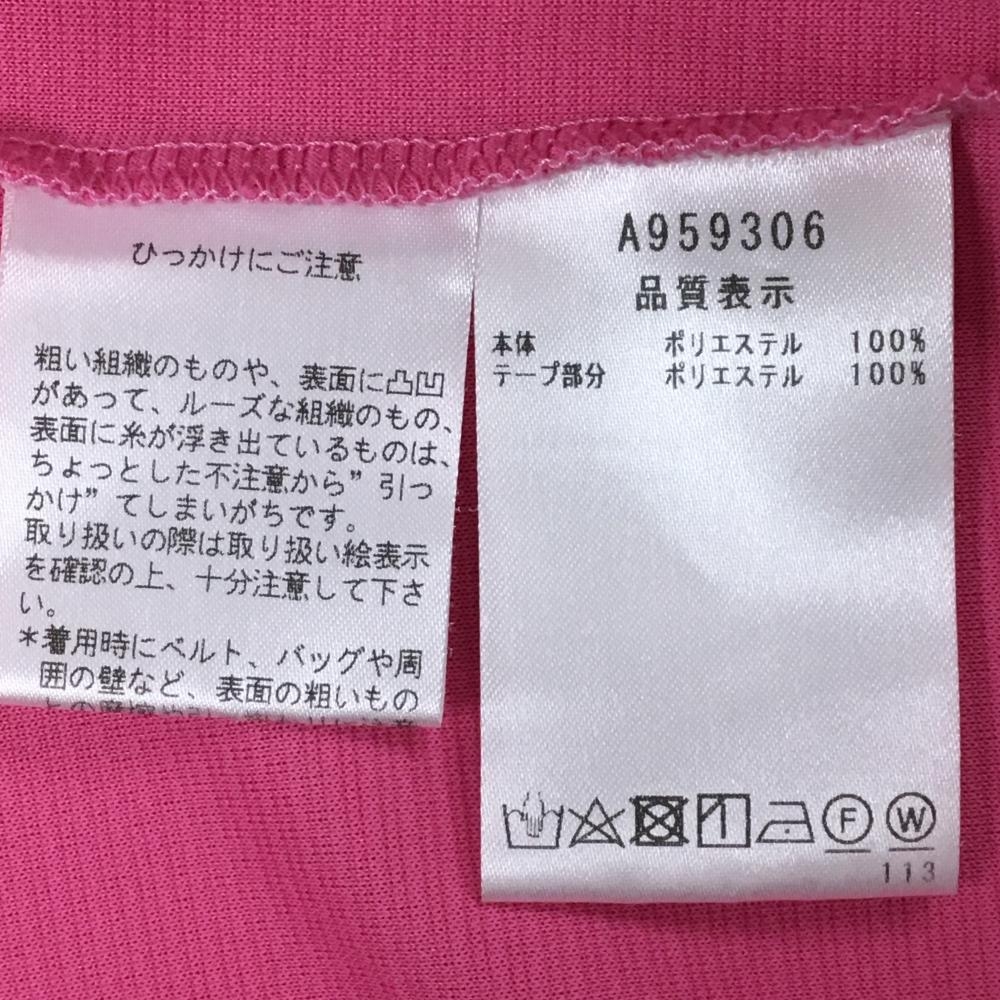 ひっかけにご注意
粗い組織のものや、表面に凸凹
があって、ルーズな組織のもの、
表面に糸が浮き出ているものは、
ちょっとした不注意から”引っ
かけ”てしまいがちです。
取り扱いの際は取り扱い絵表示
を確認の上、十分注意して下さ
い。
*着用時にベルト、バッグや周
囲の壁など、表面の粗いもの
A959306
品質表示
本体 ポリエステル 100%
テープ部分 ポリエステル 100%
F W
113